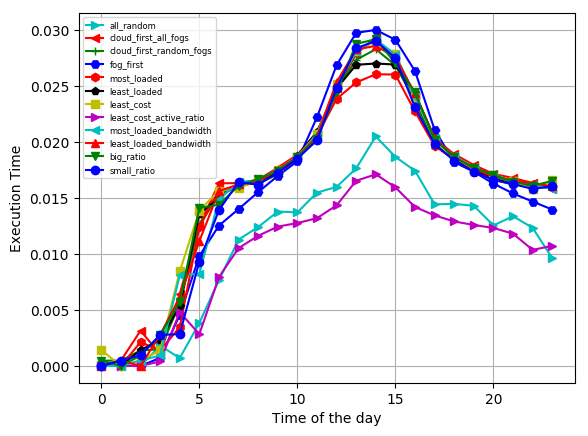 0.030
0.025
0.020
0.015
0.010
0.005
0.000
Execution Time
all_random
cloud_first_all_fogs
cloud_first_random_fogs
fog_first
most_loaded
least_loaded
least_cost
least_cost_active_ratio
most_loaded_bandwidth
least_loaded_bandwidth
big_ratio
small_ratio
0 5 10 15 20
Time of the day